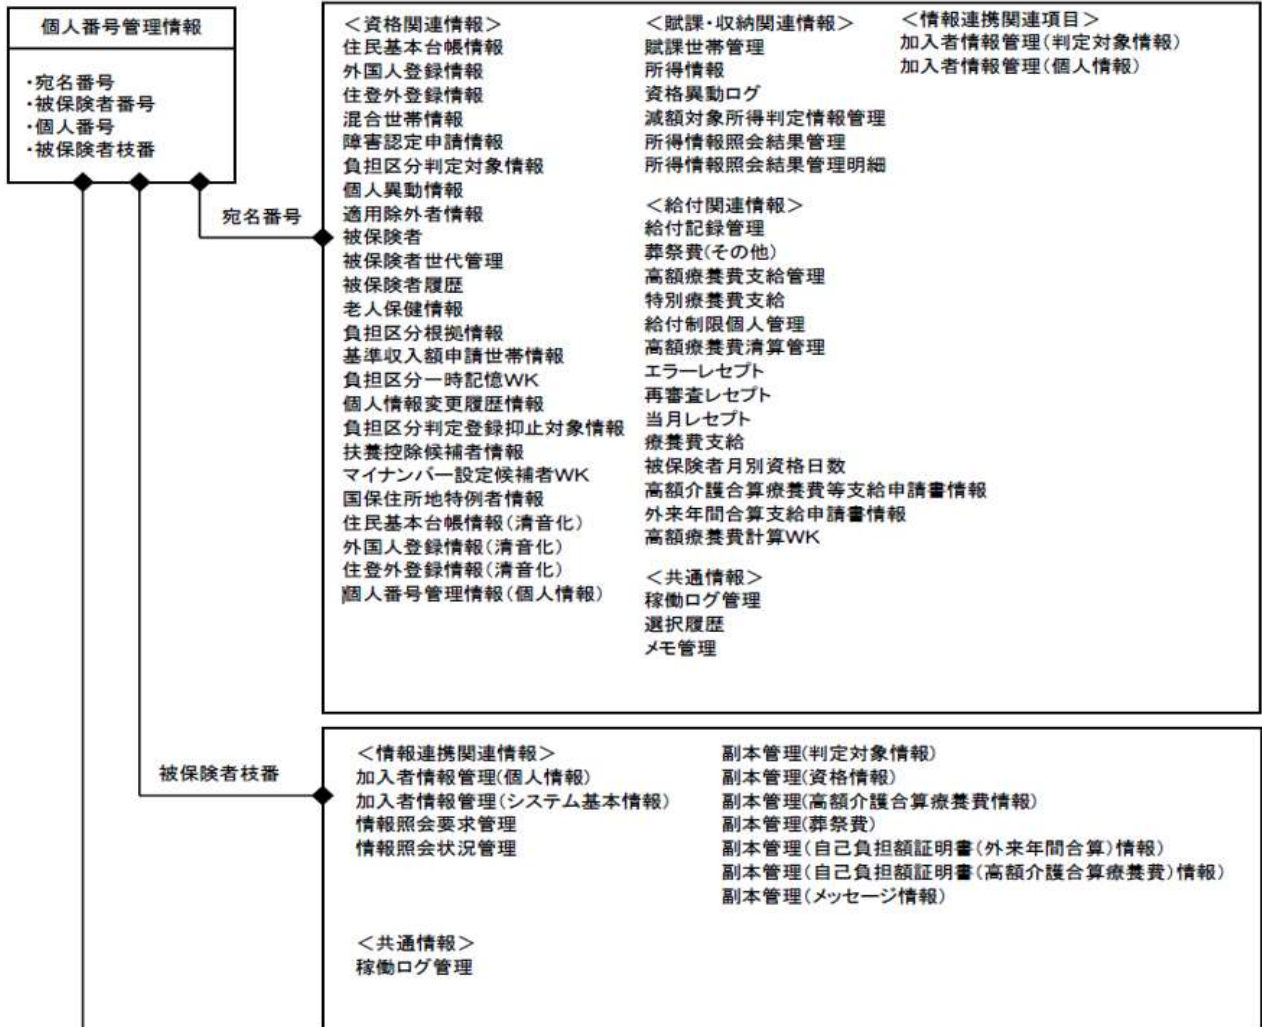 個人番号管理情報
・宛名番号
・被保険者番号
・個人番号
・被保険者枝番
宛名番号
＜資格関連情報＞
住民基本台帳情報
外国人登録情報
住登外登録情報
混合世帯情報
障害認定申請情報
負担区分判定対象情報
個人異動情報
適用除外者情報
被保険者
被保険者世代管理
被保険者履歴
老人保健情報
負担区分根拠情報
基準収入額申請世帯情報
負担区分一時記憶WK
個人情報変更履歴情報
負担区分判定登録抑止対象情報
扶養控除候補者情報
マイナンバー設定候補者WK
国保住所地特例者情報
住民基本台帳情報(清音化)
外国人登録情報(清音化)
住登外登録情報(清音化)
個人番号管理情報(個人情報)
＜賦課・収納関連情報＞
賦課世帯管理
所得情報
資格異動ログ
減額対象所得判定情報管理
所得情報照会結果管理
所得情報照会結果管理明細
＜給付関連情報＞
給付記録管理
葬祭費(その他)
高額療養費支給管理
特別療養費支給
給付制限個人管理
高額療養費清算管理
エラーレセプト
再審査レセプト
当月レセプト
療養費支給
被保険者月別資格日数
高額介護合算療養費等支給申請書情報
外来年間合算支給申請書情報
高額療養費計算WK
＜共通情報＞
稼働ログ管理
選択履歴
メモ管理
＜情報連携関連項目＞
加入者情報管理(判定対象情報)
加入者情報管理(個人情報)
被保険者枝番
＜情報連携関連情報＞
加入者情報管理(個人情報)
加入者情報管理(システム基本情報)
情報照会要求管理
情報照会状況管理
＜共通情報＞
稼働ログ管理
副本管理(判定対象情報)
副本管理(資格情報)
副本管理(高額介護合算療養費情報)
副本管理(葬祭費)
副本管理(自己負担額証明書(外来年間合算)情報)
副本管理(自己負担額証明書(高額介護合算療養費)情報)
副本管理(メッセージ情報)